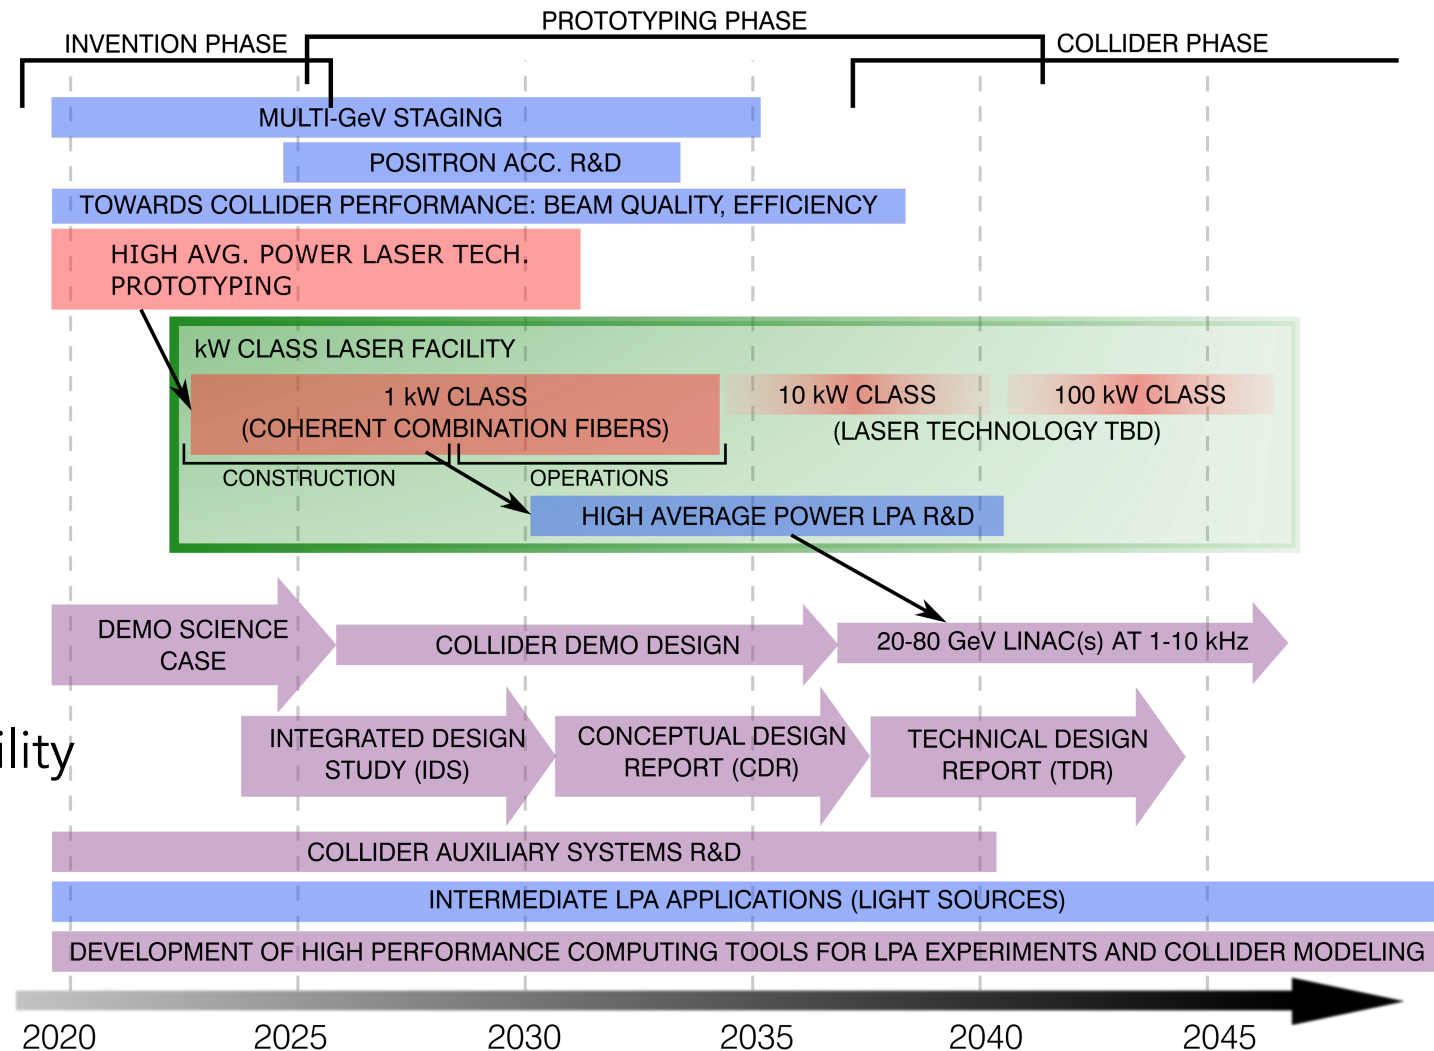 PROTOTYPING PHASE
INVENTION PHASE
COLLIDER PHASE
MULTI-GeV STAGING
POSITRON ACC. R&D
TOWARDS COLLIDER PERFORMANCE: BEAM QUALITY, EFFICIENCY
HIGH AVG. POWER LASER TECH.
PROTOTYPING
kW CLASS LASER FACILITY
1 kW CLASS
(COHERENT COMBINATION FIBERS)
10 kW CLASS
100 kW CLASS
(LASER TECHNOLOGY TBD)
CONSTRUCTION
OPERATIONS
HIGH AVERAGE POWER LPA R&D
DEMO SCIENCE
CASE
COLLIDER DEMO DESIGN
20-80 GeV LINAC(s) AT 1-10 kHz
ility
INTEGRATED DESIGN
STUDY (IDS)
CONCEPTUAL DESIGN
REPORT (CDR)
TECHNICAL DESIGN
REPORT (TDR)
COLLIDER AUXILIARY SYSTEMS R&D
INTERMEDIATE LPA APPLICATIONS (LIGHT SOURCES)
DEVELOPMENT OF HIGH PERFORMANCE COMPUTING TOOLS FOR LPA EXPERIMENTS AND COLLIDER MODELING
2020 2025 2030 2035 2040 2045